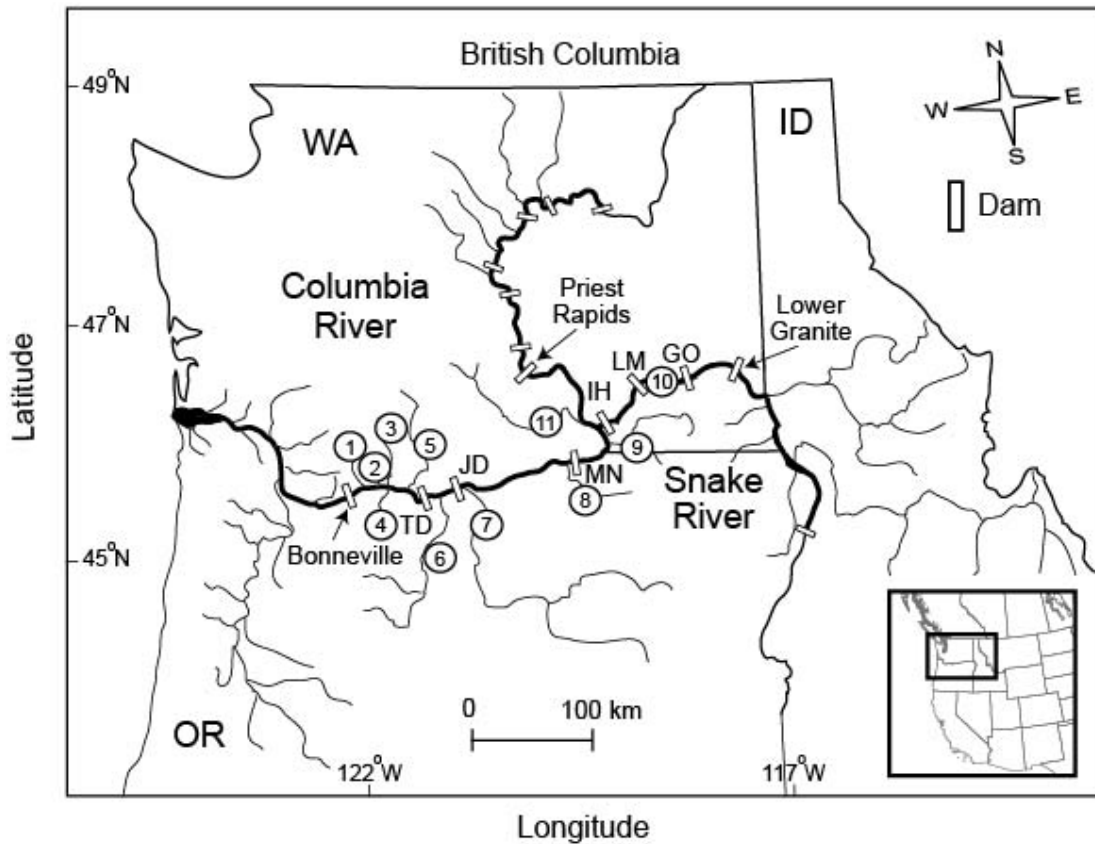 British Columbia
49°N
WA
ID
N
W
E
S
Dam
Columbia
River
Priest
Rapids
Lower
Granite
47°N
LM
GO
10
IH
11
Latitude
1
3
5
2
JD
9
MN
Snake
River
8
4
TD
7
Bonneville
6
45°N
0
100 km
OR
122°W
117°W
Longitude